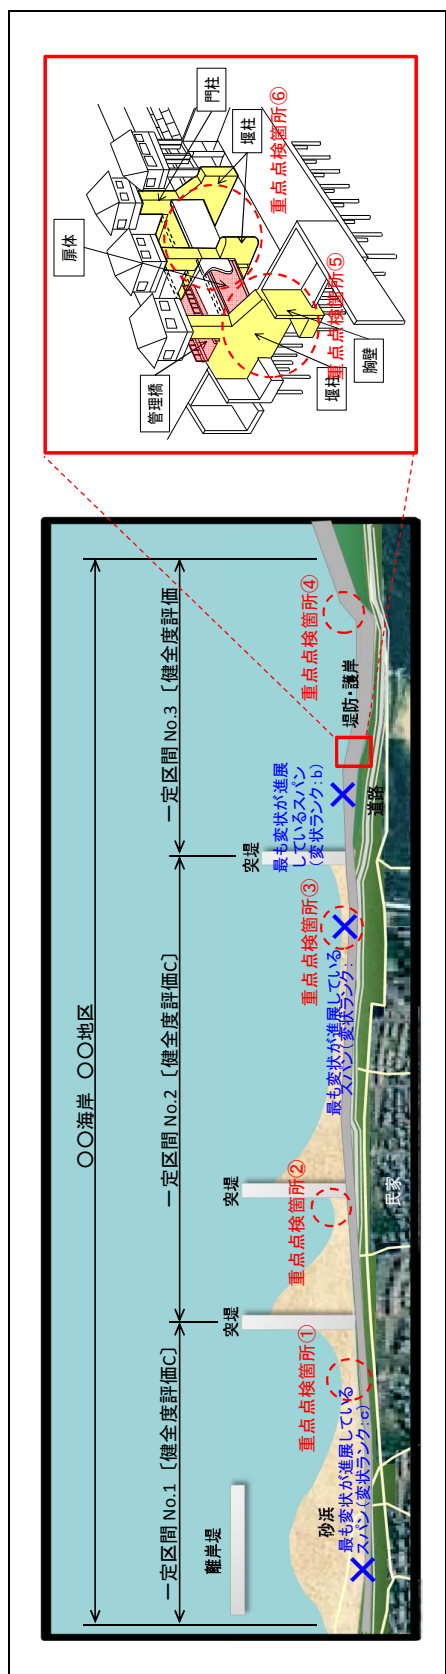 〇〇海岸 〇〇地区
一定区間 No.1 〔健全度評価C〕
一定区間 No.2 〔健全度評価C〕
一定区間 No.3 〔健全度評価
離岸堤
突堤
突堤
突堤
砂浜
重点点検箇所①
重点点検箇所②
重点点検箇所③
重点点検箇所④
最も変状が進展している
スパン(変状ランク:c)
最も変状が進展している
スパン(変状ランク:
最も変状が進展
しているスパン
(変状ランク:b)
堤防・護岸
道路
民家
管理橋
扉体
門柱
堰柱
重点点検箇所⑥
堰柱
重点点検箇所⑤
胸壁